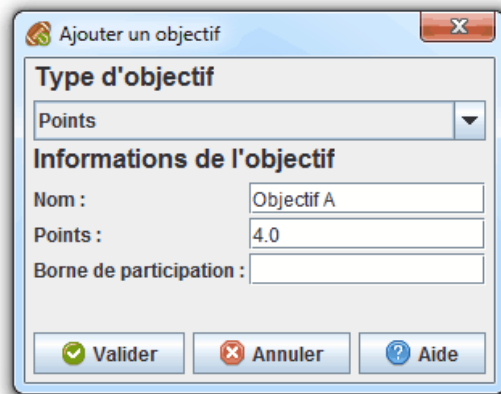 Ajouter un objectif
Type d'objectif
Points
Informations de l'objectif
Nom : Objectif A
Points : 4.0
Borne de participation :
Valider Annuler Aide